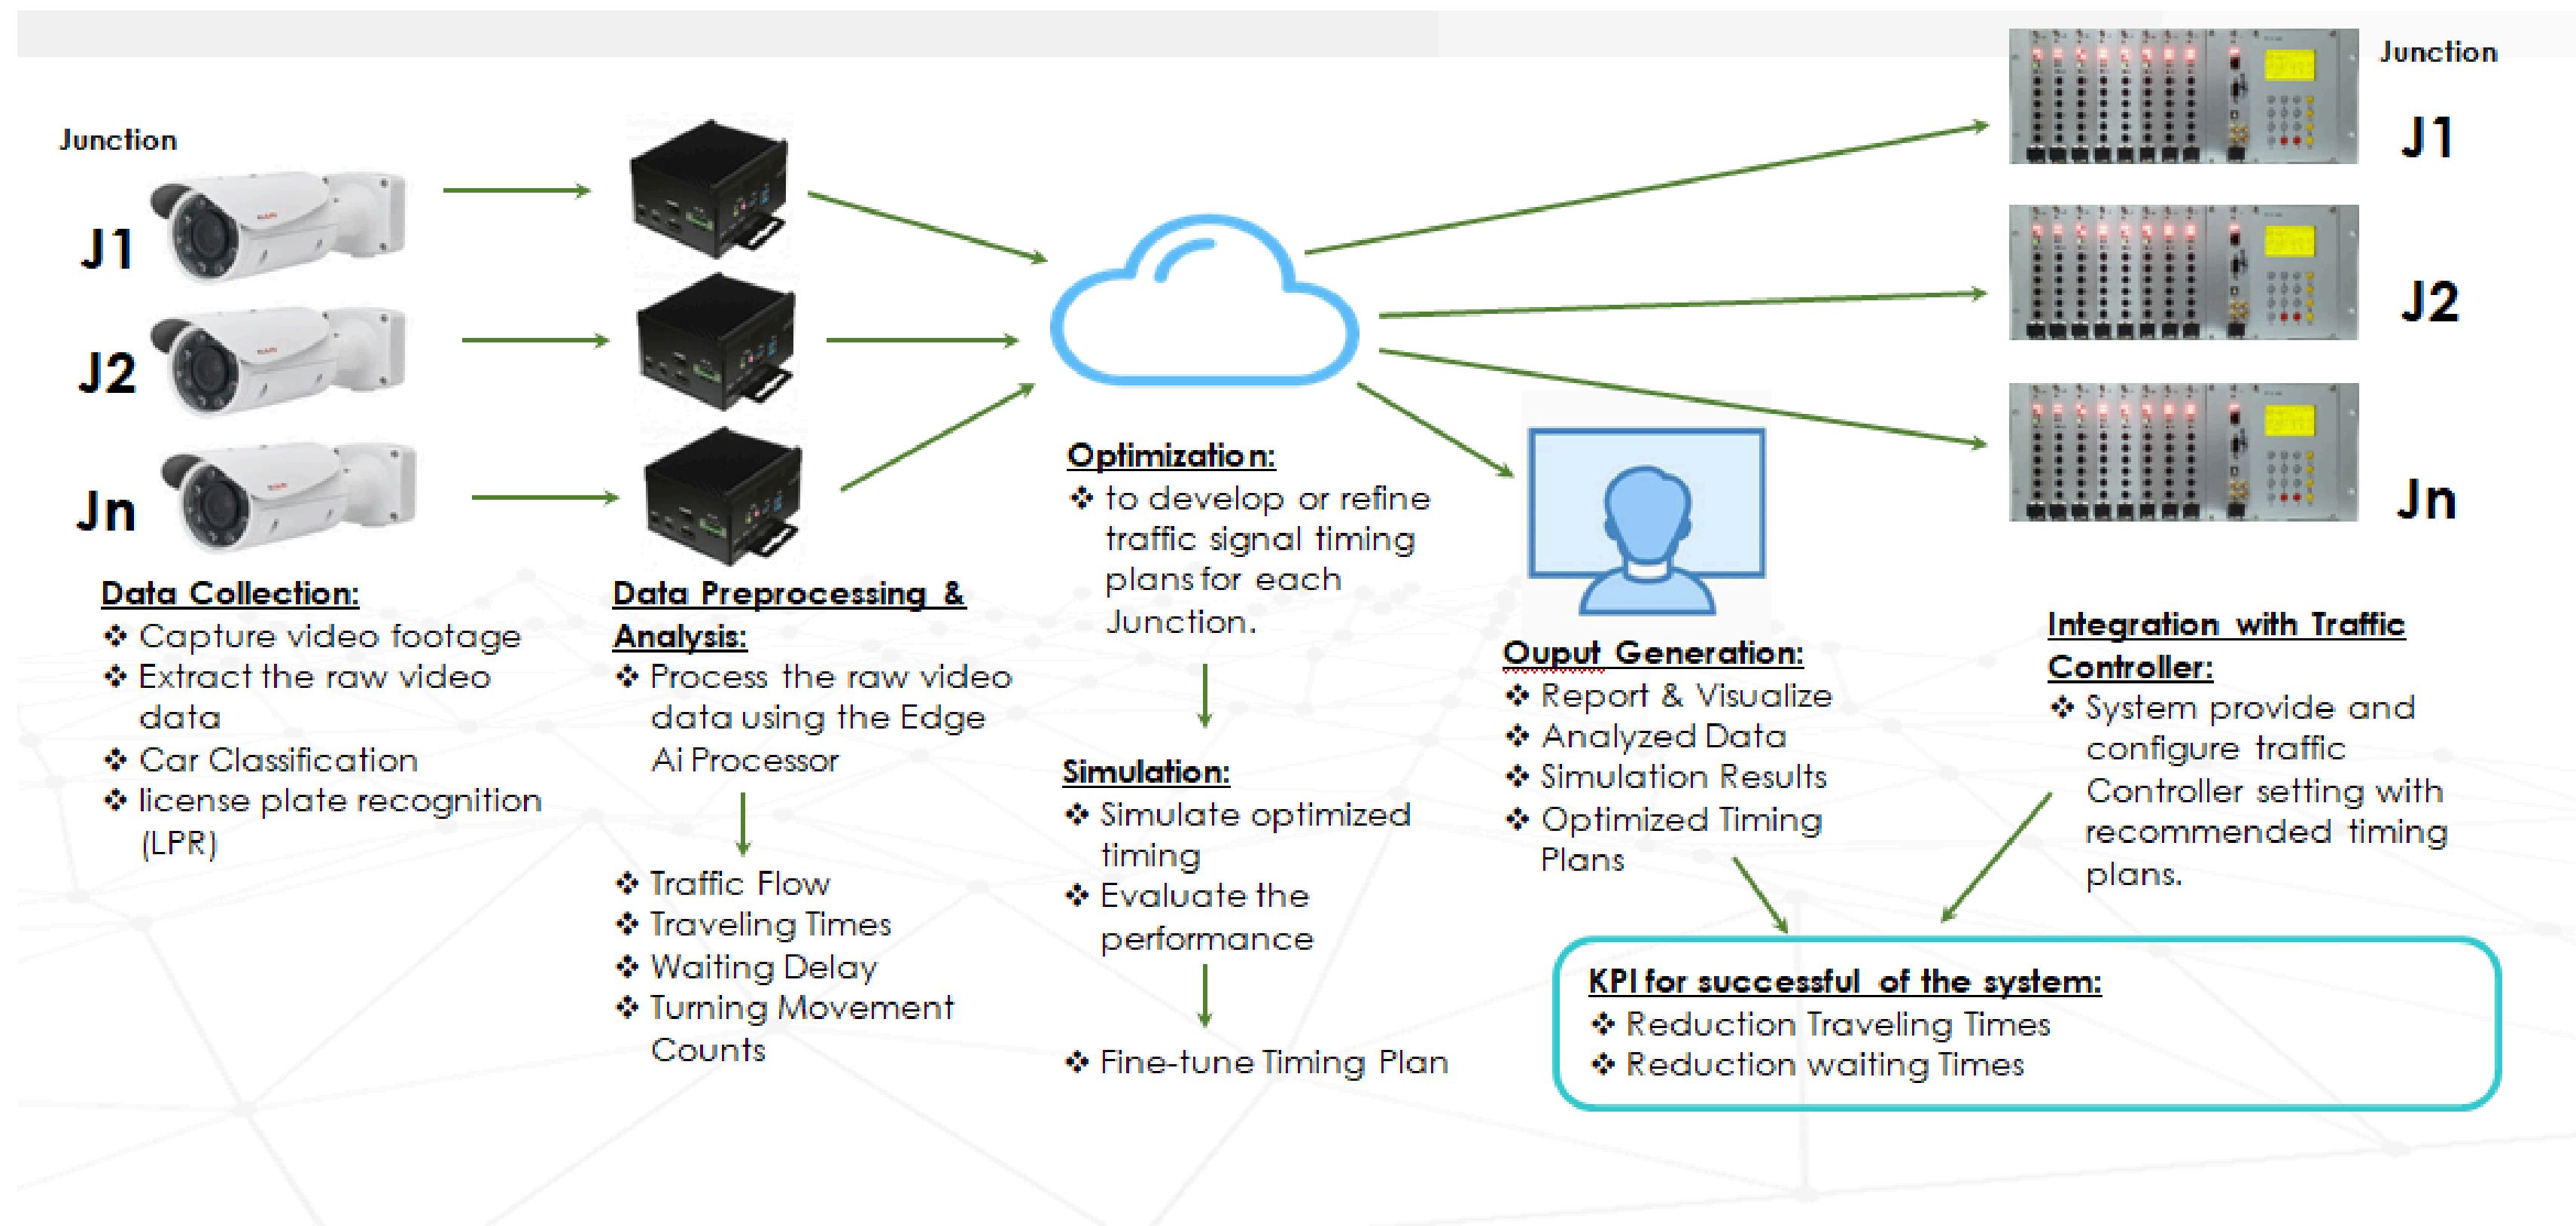 Junction
J1
J2
Jn
Data Collection:
❖ Capture video footage
❖ Extract the raw video
data
❖ Car Classification
❖ license plate recognition
(LPR)
Data Preprocessing &
Analysis:
❖ Process the raw video
data using the Edge
Ai Processor
❖ Traffic Flow
❖ Traveling Times
❖ Waiting Delay
❖ Turning Movement
Counts
Optimization:
❖ to develop or refine
traffic signal timing
plans for each
Junction.
Simulation:
❖ Simulate optimized
timing
❖ Evaluate the
performance
❖ Fine-tune Timing Plan
Ouput Generation:
❖ Report & Visualize
❖ Analyzed Data
❖ Simulation Results
❖ Optimized Timing
Plans
Junction
J1
J2
Jn
Integration with Traffic
Controller:
❖ System provide and
configure traffic
Controller setting with
recommended timing
plans.
KPI for successful of the system:
❖ Reduction Traveling Times
❖ Reduction waiting Times